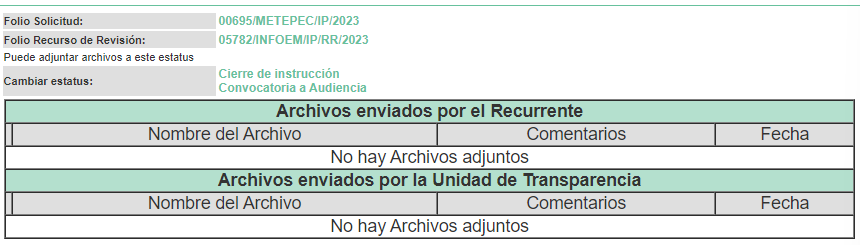 Folio Solicitud: 00695/METEPEC/IP/2023
Folio Recurso de Revisión: 05782/INFOEM/IP/RR/2023
Puede adjuntar archivos a este estatus
Cambiar estatus: Cierre de instrucción
Convocatoria a Audiencia
Archivos enviados por el Recurrente
Nombre del Archivo Comentarios Fecha
No hay Archivos adjuntos
Archivos enviados por la Unidad de Transparencia
Nombre del Archivo Comentarios Fecha
No hay Archivos adjuntos